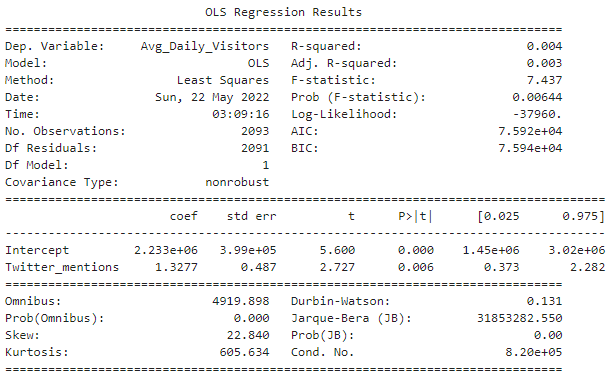 OLS Regression Results
==============================================================================
Dep. Variable:     Avg_Daily_Visitors   R-squared:                       0.004
Model:                            OLS   Adj. R-squared:                  0.003
Method:                 Least Squares   F-statistic:                     7.437
Date:                Sun, 22 May 2022   Prob (F-statistic):            0.00644
Time:                        03:09:16   Log-Likelihood:                -37960.
No. Observations:                2093   AIC:                         7.592e+04
Df Residuals:                    2091   BIC:                         7.594e+04
Df Model:                           1
Covariance Type:            nonrobust
====================================================================================
                       coef    std err          t      P>|t|      [0.025      0.975]
------------------------------------------------------------------------------------
Intercept         2.233e+06   3.99e+05      5.600      0.000    1.45e+06    3.02e+06
Twitter_mentions     1.3277      0.487      2.727      0.006       0.373       2.282
==============================================================================
Omnibus:                     4919.898   Durbin-Watson:                   0.131
Prob(Omnibus):                  0.000   Jarque-Bera (JB):         31853282.550
Skew:                          22.840   Prob(JB):                         0.00
Kurtosis:                     605.634   Cond. No.                     8.20e+05
==============================================================================